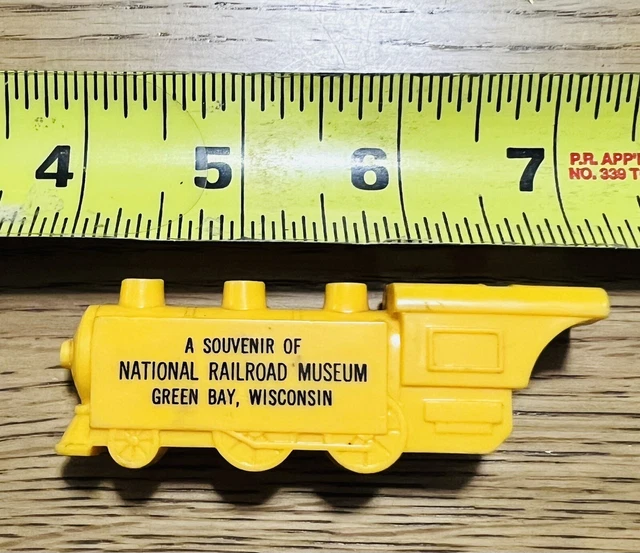 4 5 6 7
P.R. APP'
NO. 339
A SOUVENIR OF
NATIONAL RAILROAD MUSEUM
GREEN BAY, WISCONSIN